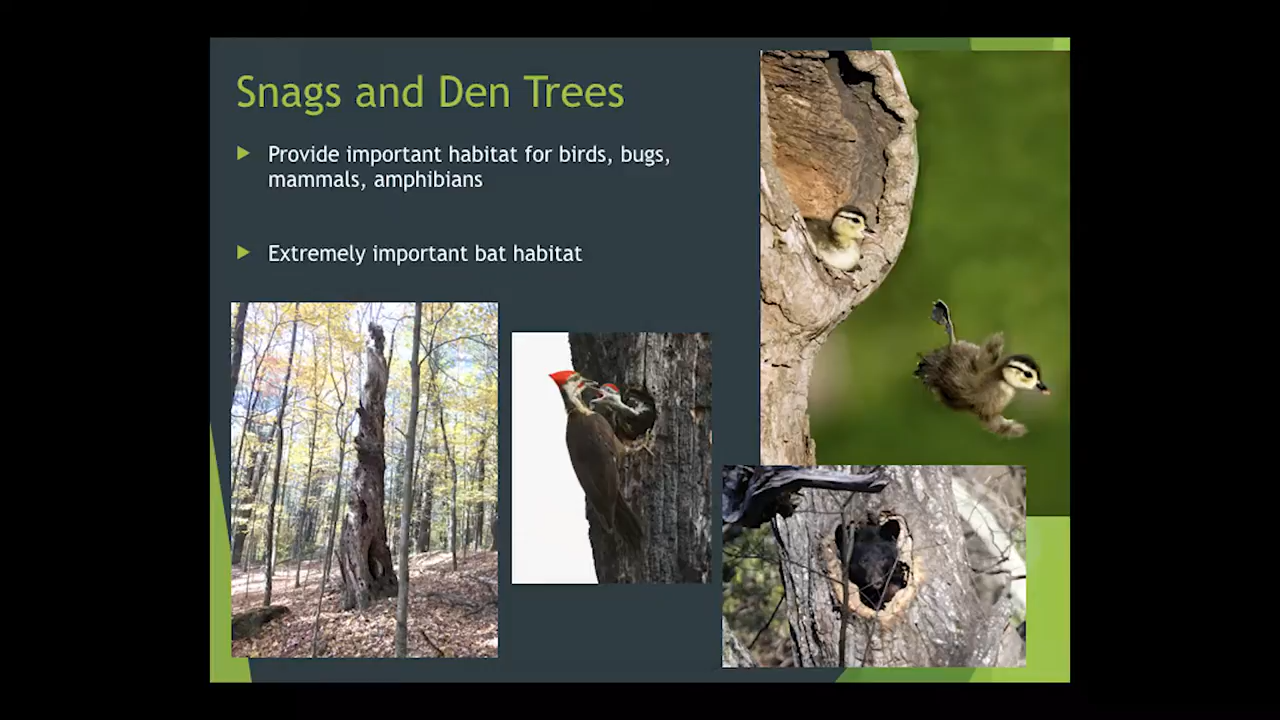 Snags and Den Trees
Provide important habitat for birds, bugs,
mammals, amphibians
Extremely important bat habitat